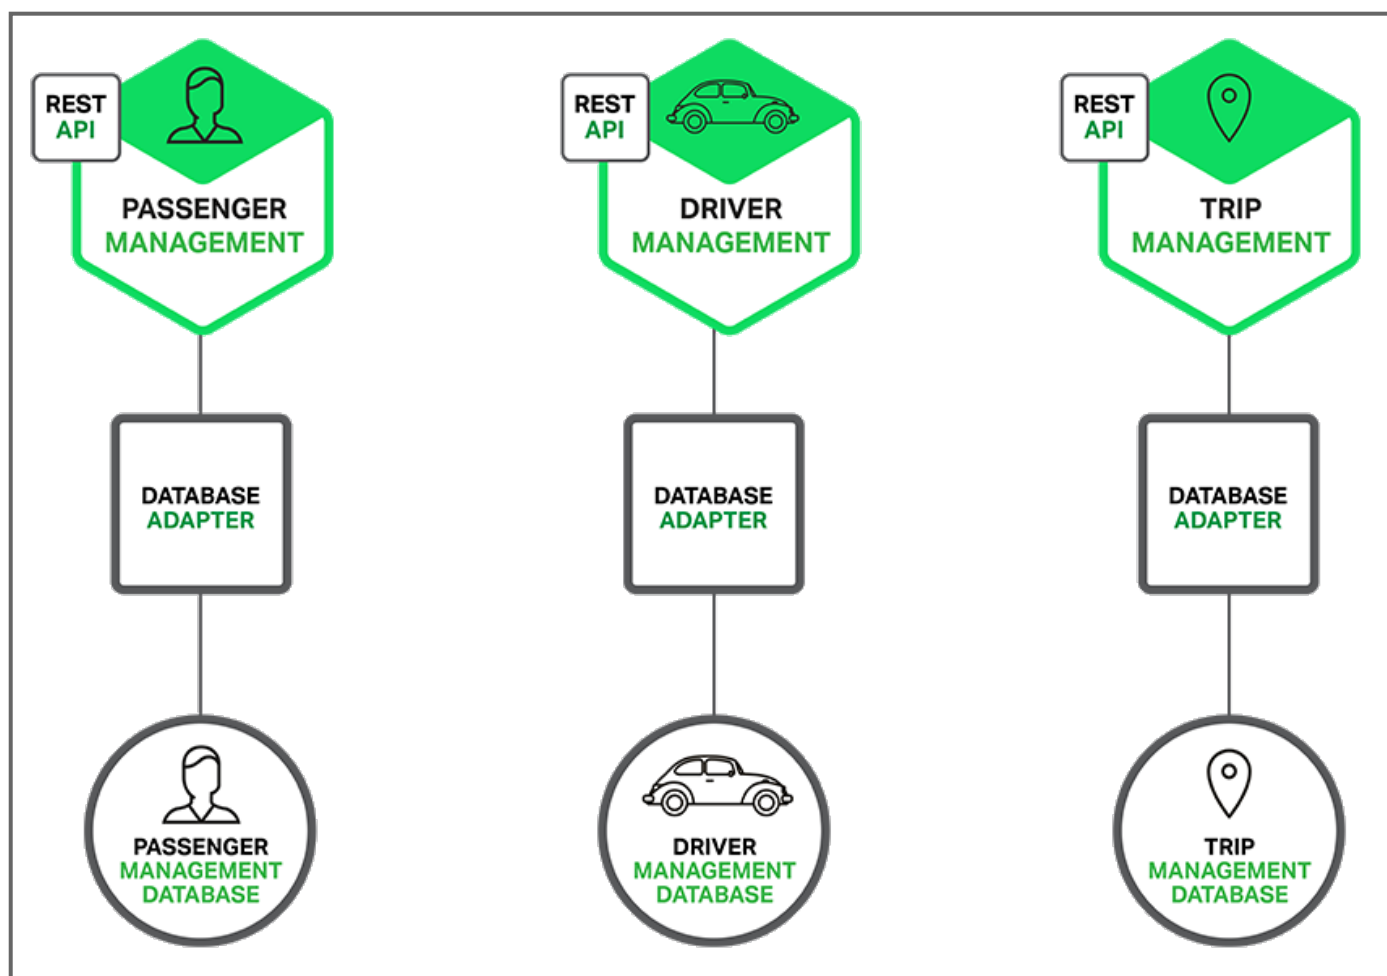 REST
API
PASSENGER
MANAGEMENT
REST
API
DRIVER
MANAGEMENT
REST
API
TRIP
MANAGEMENT
DATABASE
ADAPTER
DATABASE
ADAPTER
DATABASE
ADAPTER
PASSENGER
MANAGEMENT
DATABASE
DRIVER
MANAGEMENT
DATABASE
TRIP
MANAGEMENT
DATABASE